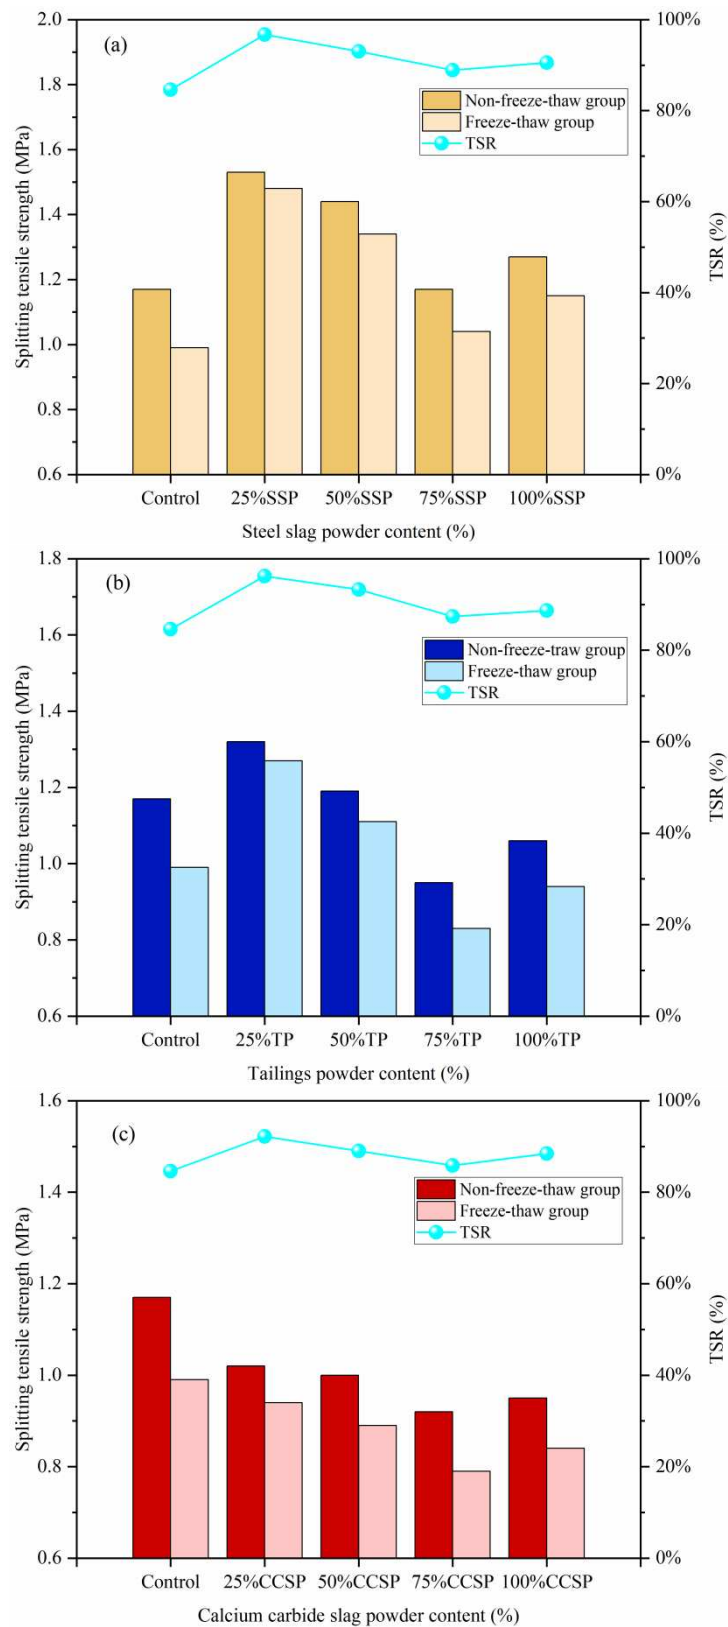 (a)
Splitting tensile strength (MPa)
2.0
1.8
1.6
1.4
1.2
1.0
0.8
0.6
100%
80%
60%
40%
20%
0%
TSR (%)
Non-freeze-thaw group
Freeze-thaw group
TSR
Control 25%SSP 50%SSP 75%SSP 100%SSP
Steel slag powder content (%)
(b)
Splitting tensile strength (MPa)
1.8
1.6
1.4
1.2
1.0
0.8
0.6
100%
80%
60%
40%
20%
0%
TSR (%)
Non-freeze-traw group
Freeze-thaw group
TSR
Control 25%TP 50%TP 75%TP 100%TP
Tailings powder content (%)
(c)
Splitting tensile strength (MPa)
1.6
1.4
1.2
1.0
0.8
0.6
100%
80%
60%
40%
20%
0%
TSR (%)
Non-freeze-thaw group
Freeze-thaw group
TSR
Control 25%CCSP 50%CCSP 75%CCSP 100%CCSP
Calcium carbide slag powder content (%)